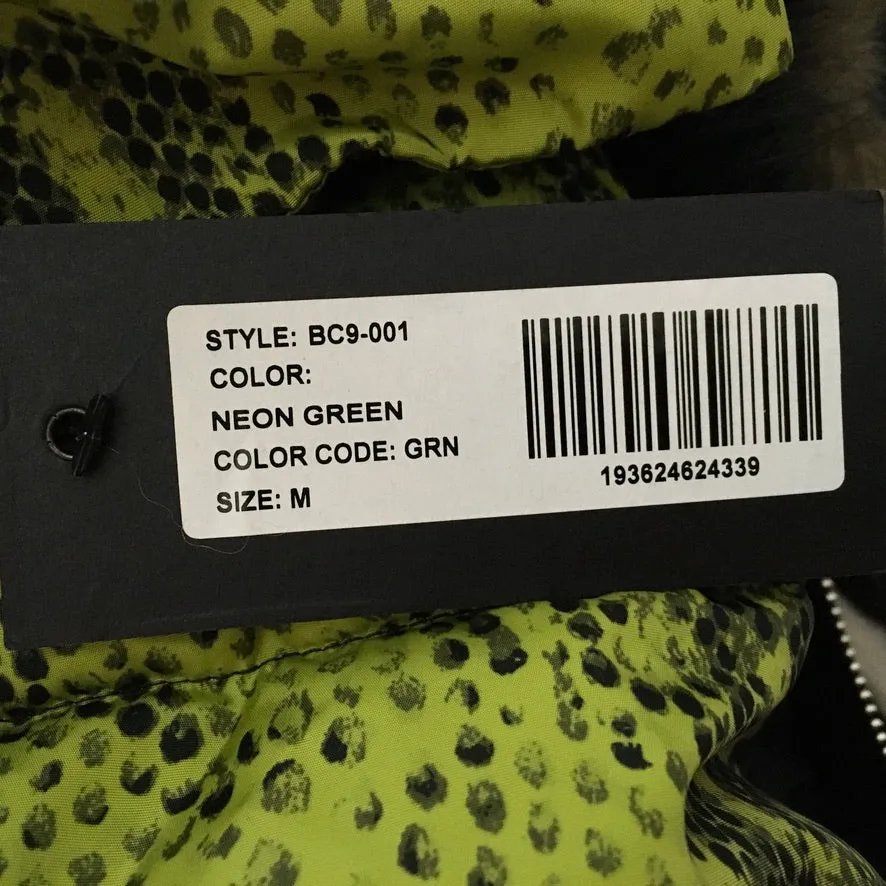 STYLE: BC9-001
COLOR:
NEON GREEN
COLOR CODE: GRN
SIZE: M
193624624339